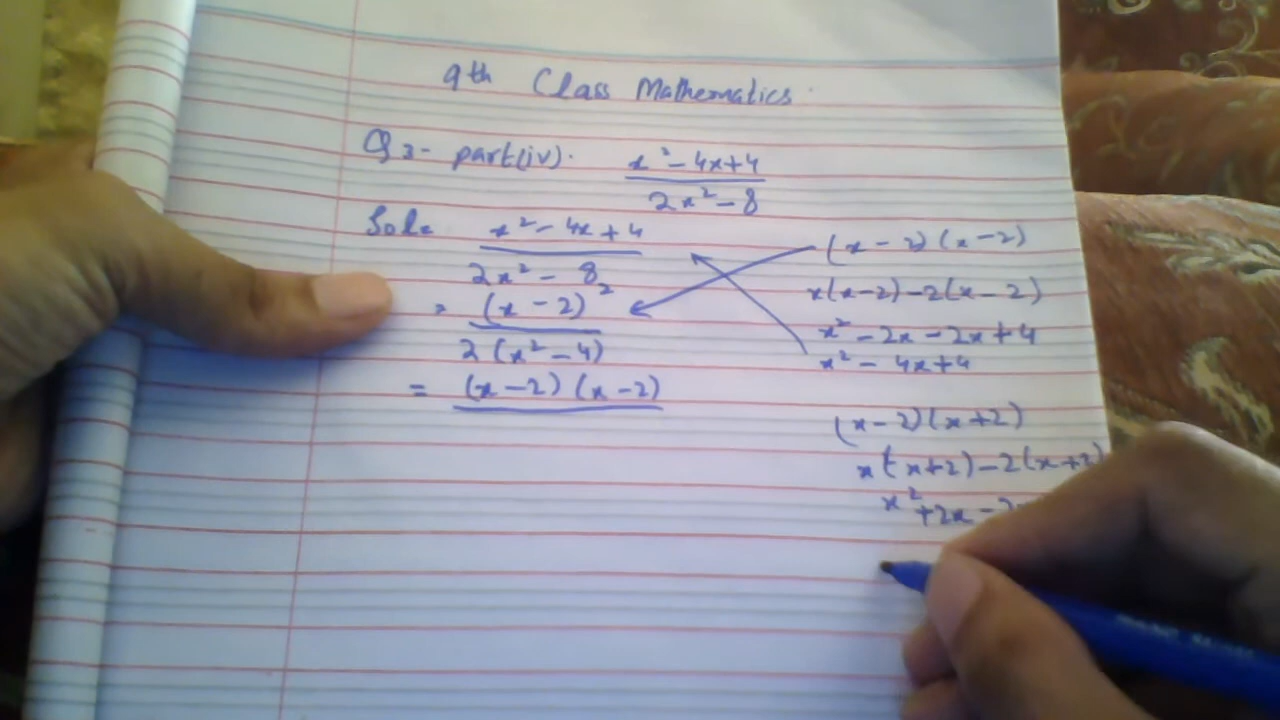 9th Class Mathematics
Q3- part(iv). x²-4x+4
2x²-8
Sol:- x²-4x+4
2x²-8
= (x-2)²
2(x²-4)
= (x-2)(x-2)
(x-2)(x-2)
x(x-2)-2(x-2)
x²-2x-2x+4
x²-4x+4
(x-2)(x+2)
x(x+2)-2(x+2)
x²+2x-2